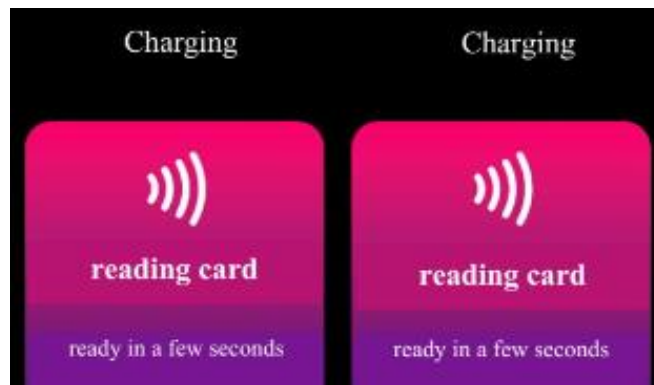 Charging
reading card
ready in a few seconds
Charging
reading card
ready in a few seconds